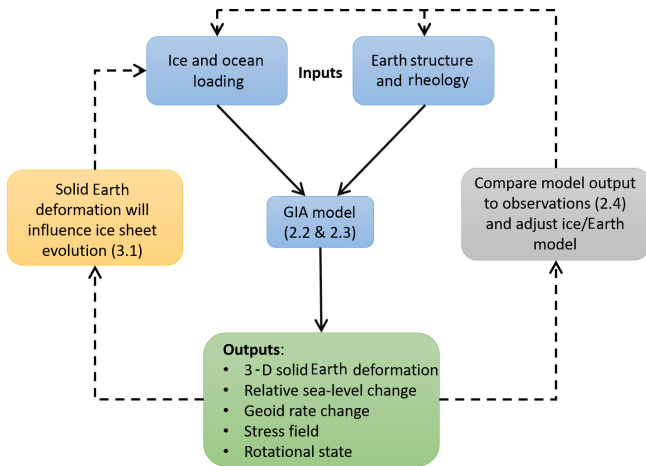 Ice and ocean
loading
Inputs
Earth structure
and rheology
Solid Earth
deformation will
influence ice sheet
evolution (3.1)
GIA model
(2.2 & 2.3)
Compare model output
to observations (2.4)
and adjust ice/Earth
model
Outputs:
• 3-D solid Earth deformation
• Relative sea-level change
• Geoid rate change
• Stress field
• Rotational state